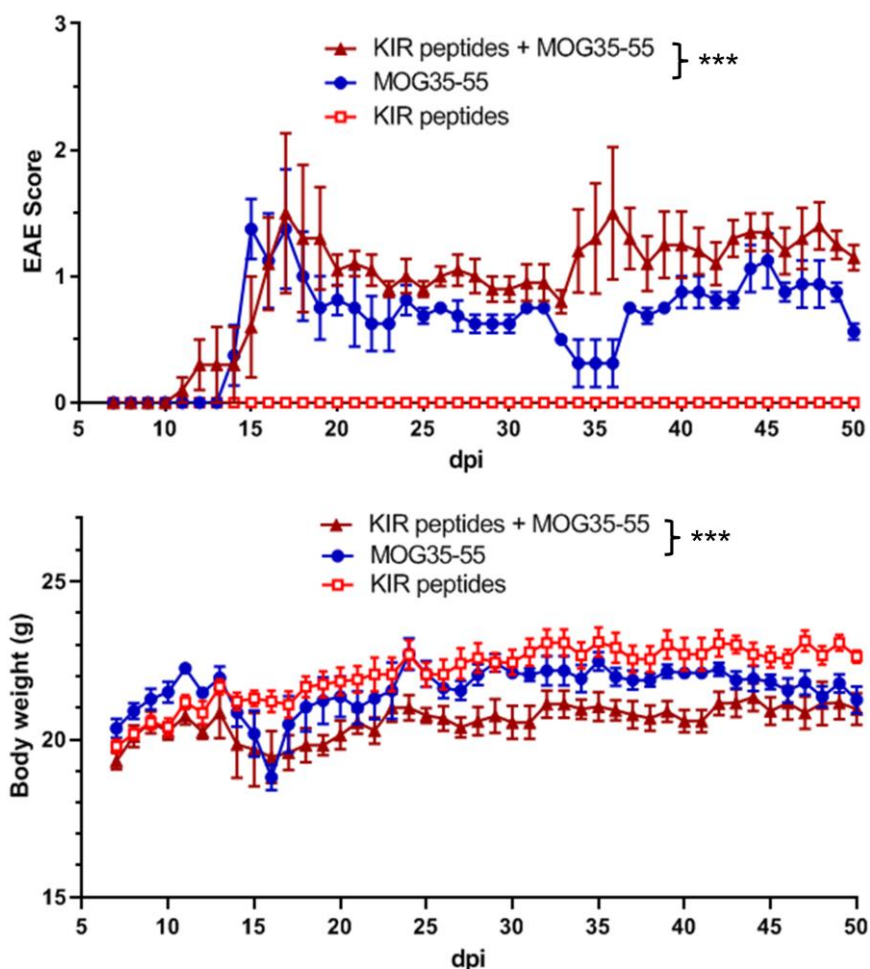 3
KIR peptides + MOG35-55
***
MOG35-55
KIR peptides
2
EAE Score
1
0
5 10 15 20 25 30 35 40 45 50
dpi
KIR peptides + MOG35-55
***
MOG35-55
KIR peptides
25
Body weight (g)
20
15
5 10 15 20 25 30 35 40 45 50
dpi